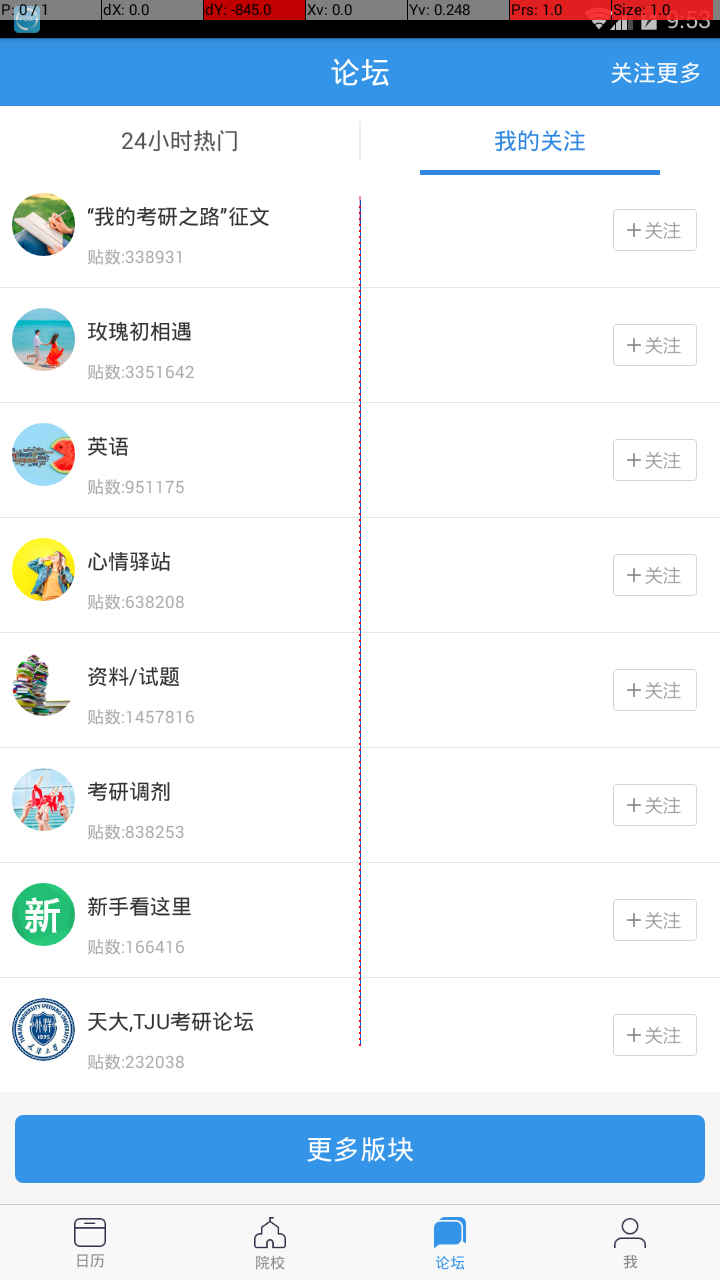 P: 0 / 1 dX: 0.0 dY: -845.0 Xv: 0.0 Yv: 0.248 Prs: 1.0 Size: 1.0
9:53
论坛 关注更多
24小时热门 我的关注
“我的考研之路”征文
贴数:338931
+关注
玫瑰初相遇
贴数:3351642
+关注
英语
贴数:951175
+关注
心情驿站
贴数:638208
+关注
资料/试题
贴数:1457816
+关注
考研调剂
贴数:838253
+关注
新
新手看这里
贴数:166416
+关注
天大,TJU考研论坛
贴数:232038
+关注
更多版块
日历 院校 论坛 我